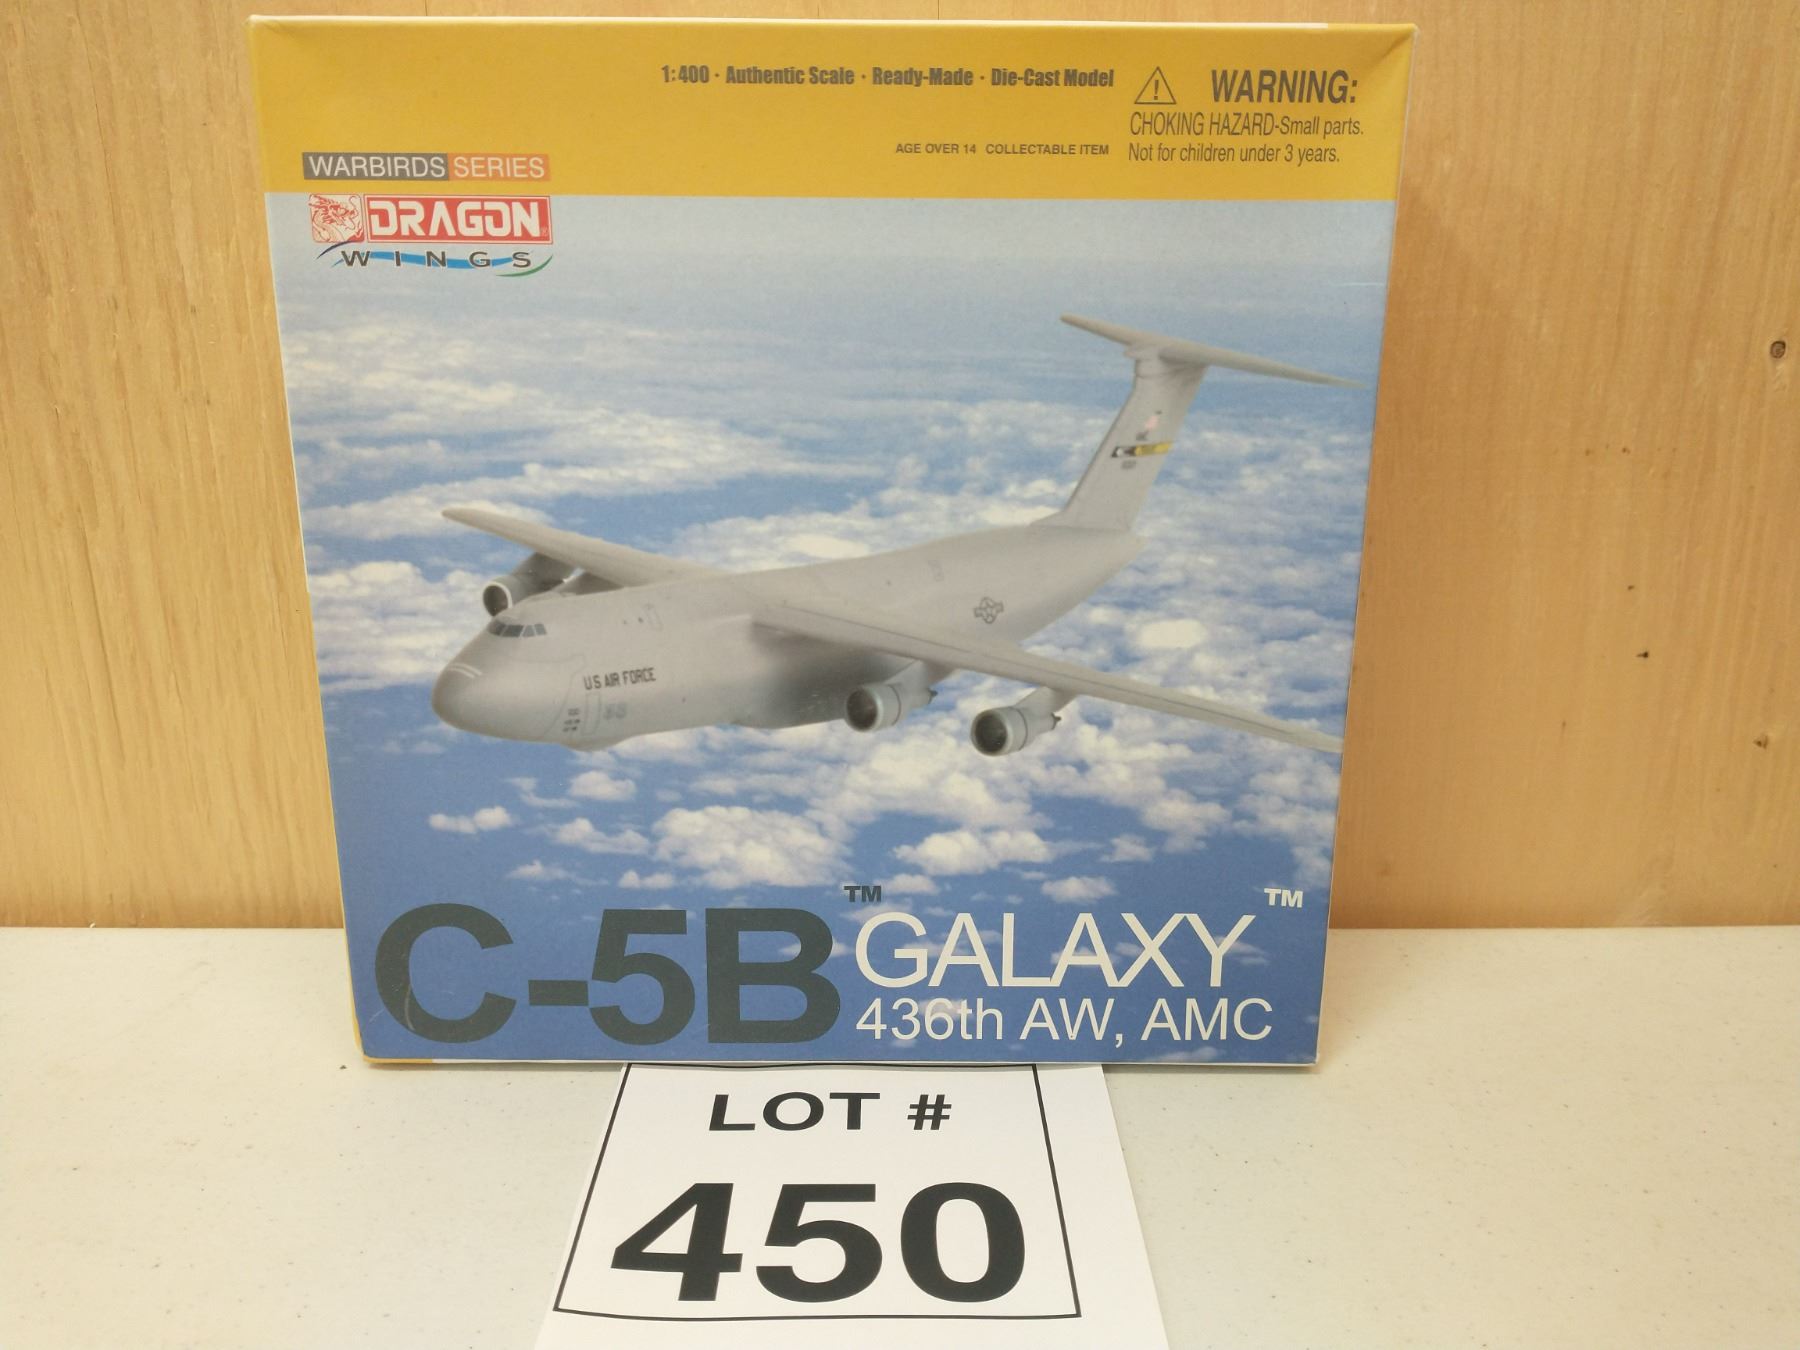 1:400 · Authentic Scale · Ready-Made · Die-Cast Model
WARNING:
CHOKING HAZARD-Small parts.
Not for children under 3 years.
AGE OVER 14 COLLECTABLE ITEM
WARBIRDS SERIES
DRAGON
WINGS
U.S. AIR FORCE
C-5B™
GALAXY™
436th AW, AMC
LOT #
450